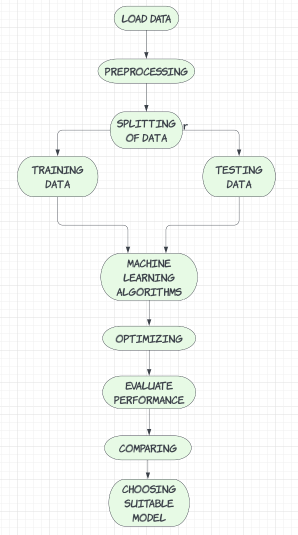 LOAD DATA
PREPROCESSING
SPLITTING
OF DATA
r
TRAINING
DATA
TESTING
DATA
MACHINE
LEARNING
ALGORITHMS
OPTIMIZING
EVALUATE
PERFORMANCE
COMPARING
CHOOSING
SUITABLE
MODEL